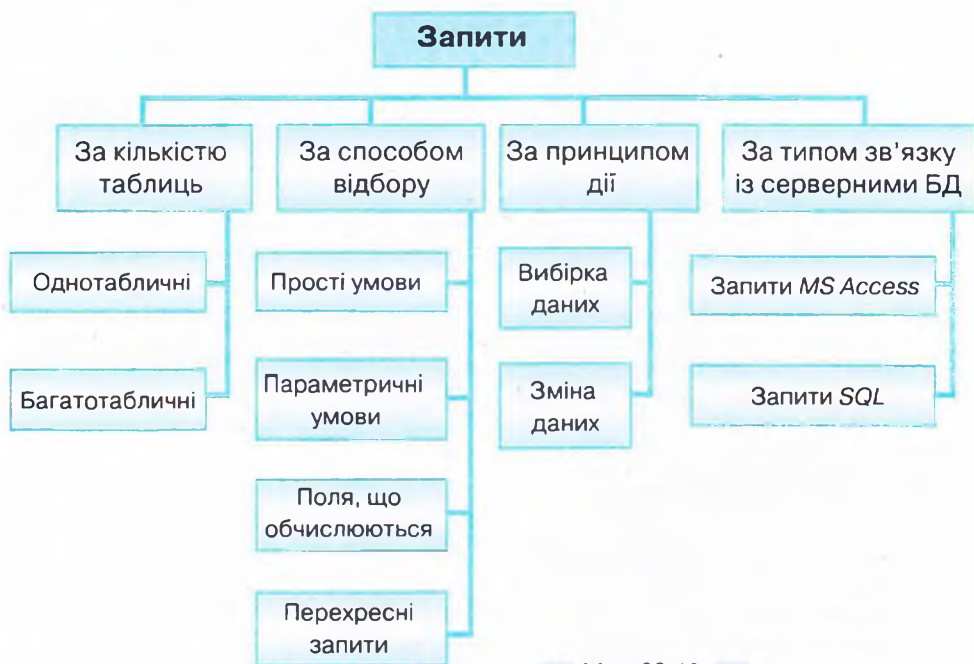 Запити
За кількістю
таблиць
Однотабличні
Багатотабличні
За способом
відбору
Прості умови
Параметричні
умови
Поля, що
обчислюються
Перехресні
запити
За принципом
дії
Вибірка
даних
Зміна
даних
За типом зв'язку
із серверними БД
Запити MS Access
Запити SQL